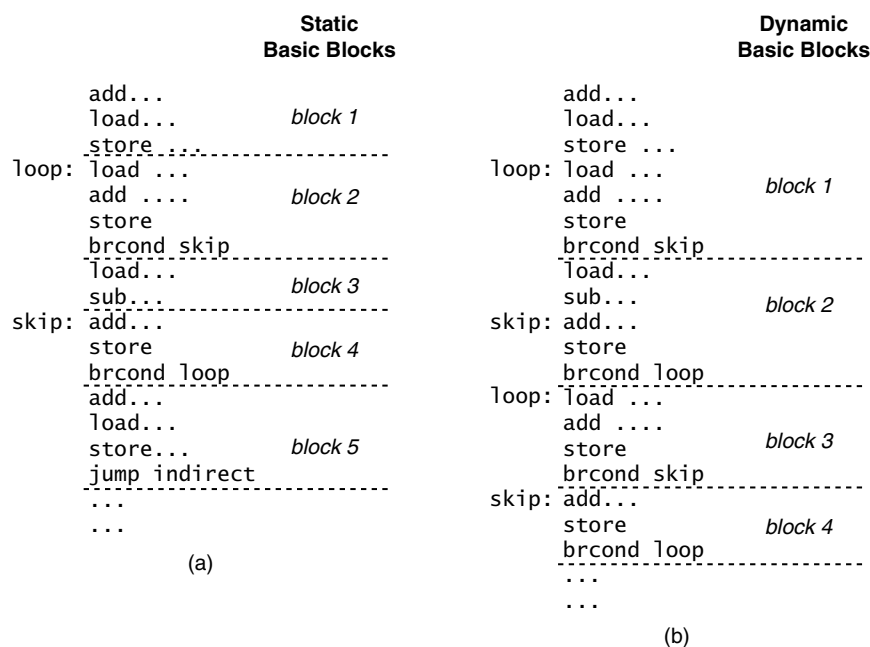 Static
Basic Blocks
add...
load...
block 1
store ...
loop: load ...
add ....
block 2
store
brcond skip
load...
block 3
sub...
skip: add...
store
block 4
brcond loop
add...
load...
store...
block 5
jump indirect
...
...
(a)
Dynamic
Basic Blocks
add...
load...
store ...
loop: load ...
block 1
add ....
store
brcond skip
load...
sub...
block 2
skip: add...
store
brcond loop
loop: load ...
add ....
block 3
store
brcond skip
skip: add...
store
block 4
brcond loop
...
...
(b)